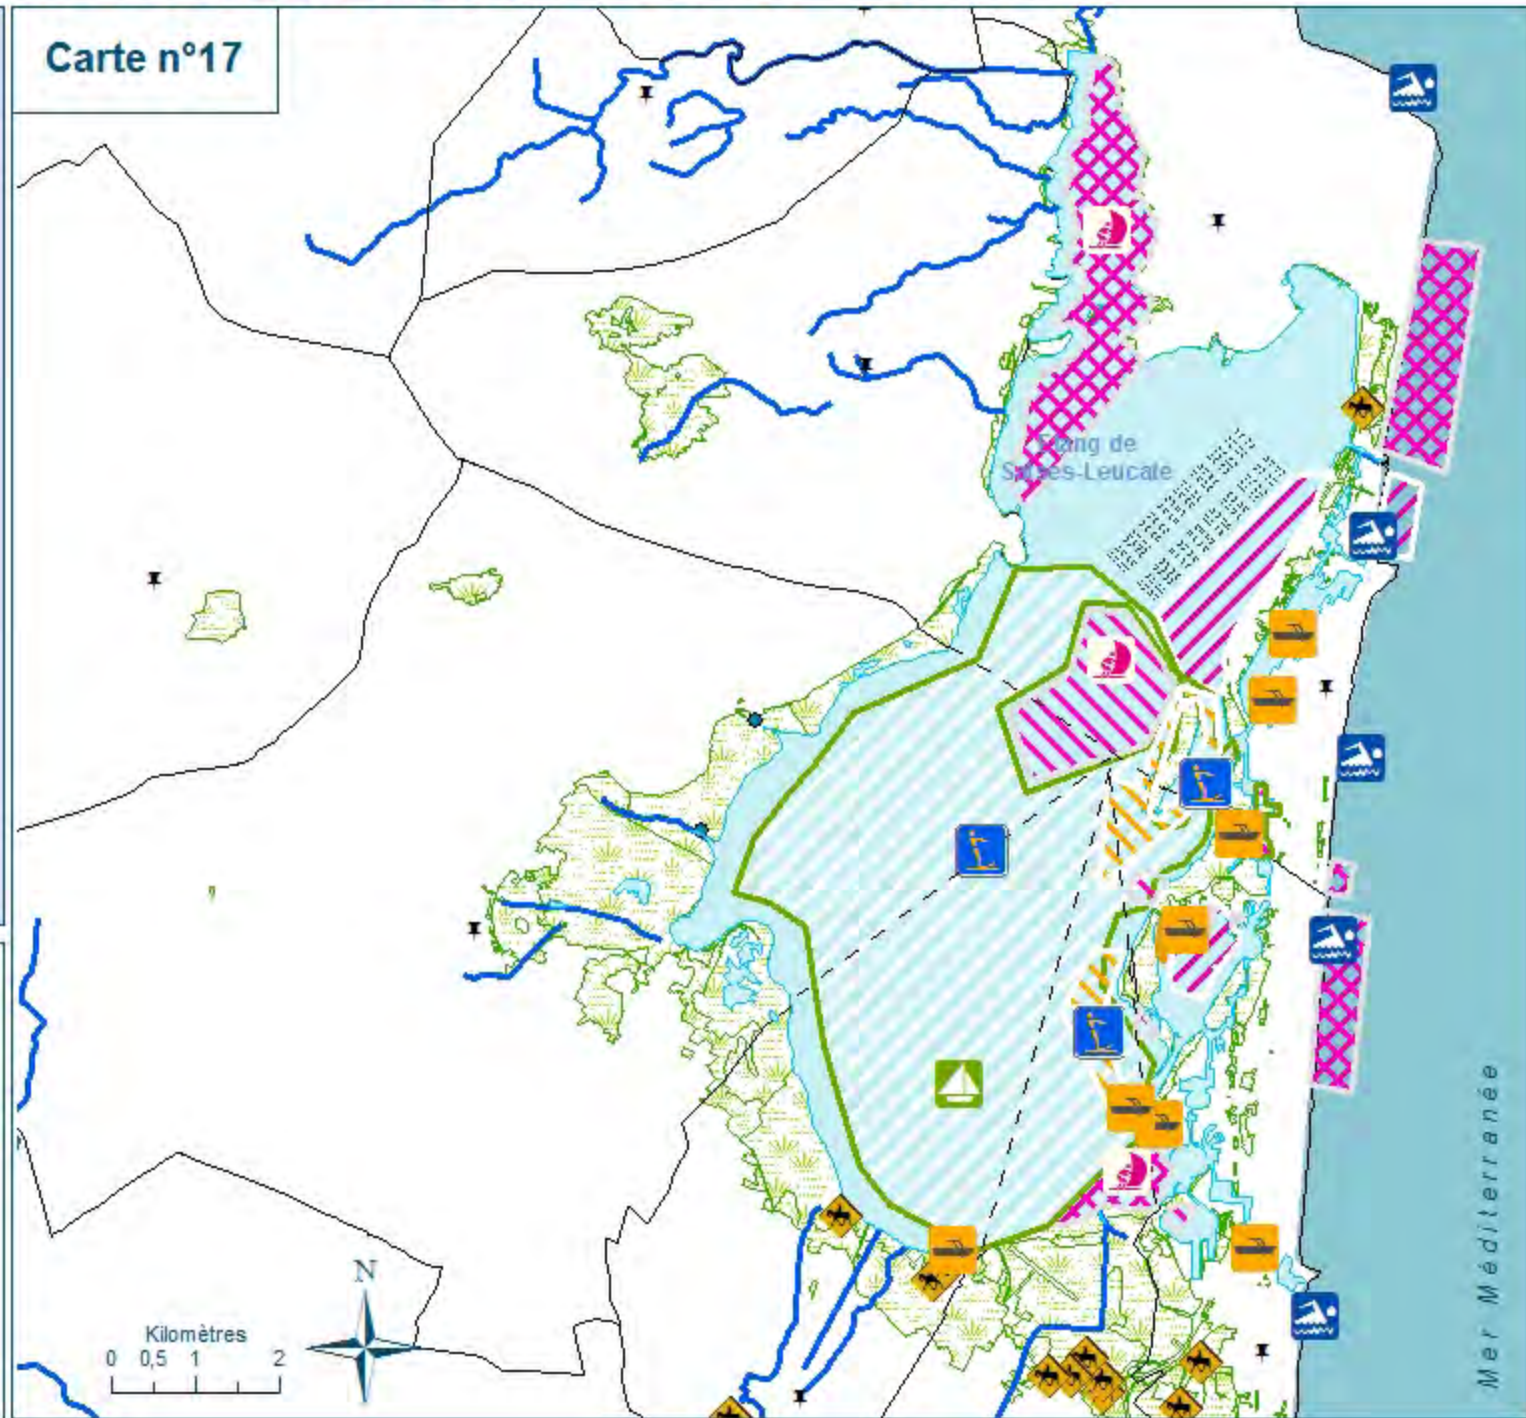 Carte n°17
Etang de
Salses-Leucate
Mer Méditerranée
N
Kilomètres
0 0,5 1 2